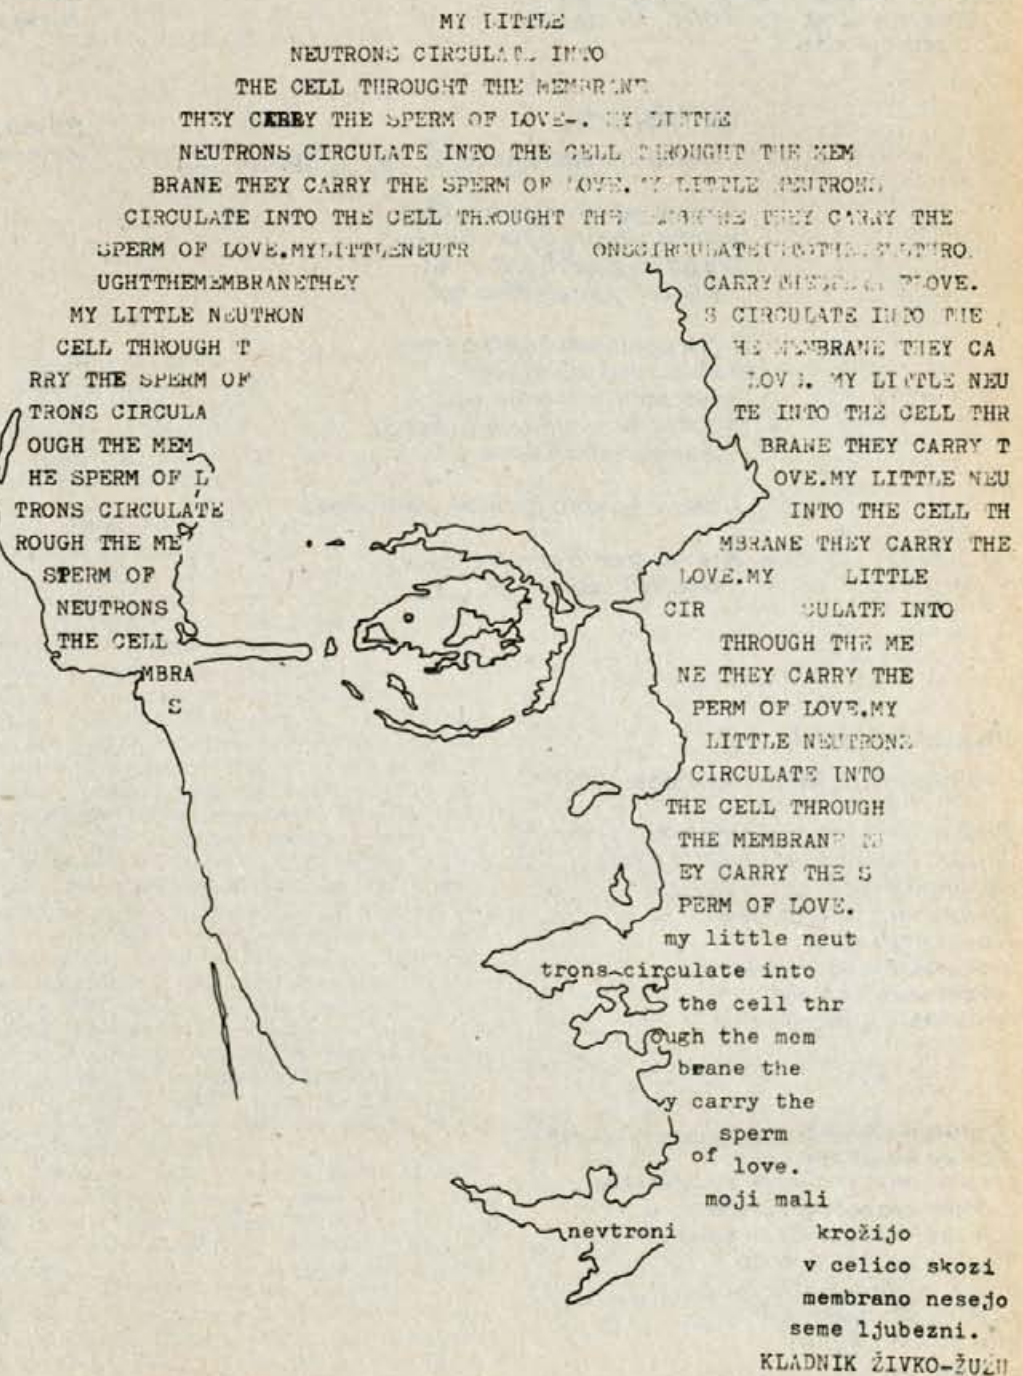 MY LITTLE
NEUTRONS CIRCULATE INTO
THE CELL THROUGHT THE MEMBRANE
THEY CARRY THE SPERM OF LOVE-. MY LITTLE
NEUTRONS CIRCULATE INTO THE CELL THROUGHT THE MEM
BRANE THEY CARRY THE SPERM OF LOVE. MY LITTLE NEUTRONS
CIRCULATE INTO THE CELL THROUGHT THE MEMBRANE THEY CARRY THE
SPERM OF LOVE.MYLITTLENEUTR ONSCIRCULATEINTOTHECELLTHRO
UGHTTHEMEMBRANETHEY CARRY LOVE.
MY LITTLE NEUTRON S CIRCULATE INTO THE
CELL THROUGH T HE MEMBRANE THEY CA
RRY THE SPERM OF LOVE. MY LITTLE NEU
TRONS CIRCULA TE INTO THE CELL THR
OUGH THE MEM BRANE THEY CARRY T
HE SPERM OF L OVE.MY LITTLE NEU
TRONS CIRCULATE INTO THE CELL TH
ROUGH THE ME MBRANE THEY CARRY THE
SPERM OF LOVE.MY LITTLE
NEUTRONS CIR CULATE INTO
THE CELL THROUGH THE ME
MBRA NE THEY CARRY THE
S PERM OF LOVE.MY
LITTLE NEUTRONS
CIRCULATE INTO
THE CELL THROUGH
THE MEMBRANE TH
EY CARRY THE S
PERM OF LOVE.
my little neut
trons circulate into
the cell thr
ough the mem
brane the
y carry the
sperm
of love.
moji mali
nevtroni krožijo
v celico skozi
membrano nesejo
seme ljubezni.
KLADNIK ŽIVKO-ŽUŽU